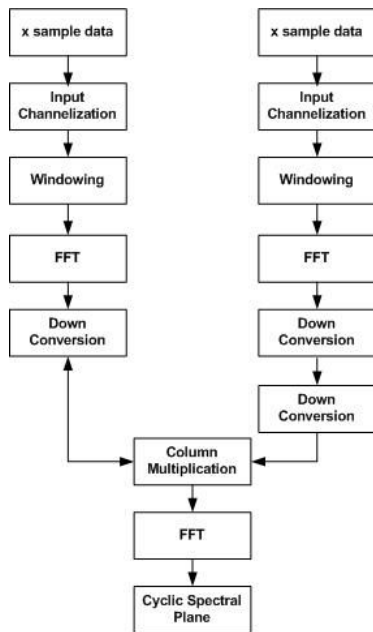 x sample data
Input
Channelization
Windowing
FFT
Down
Conversion
x sample data
Input
Channelization
Windowing
FFT
Down
Conversion
Down
Conversion
Column
Multiplication
FFT
Cyclic Spectral
Plane